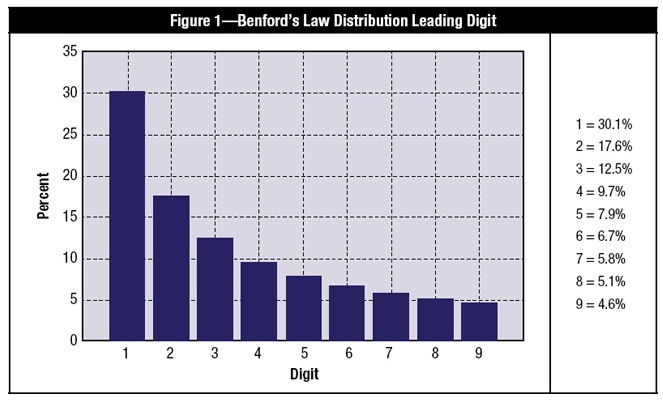 Figure 1—Benford's Law Distribution Leading Digit
35
30
25
20
15
10
5
0
Percent
1 2 3 4 5 6 7 8 9
Digit
1 = 30.1%
2 = 17.6%
3 = 12.5%
4 = 9.7%
5 = 7.9%
6 = 6.7%
7 = 5.8%
8 = 5.1%
9 = 4.6%